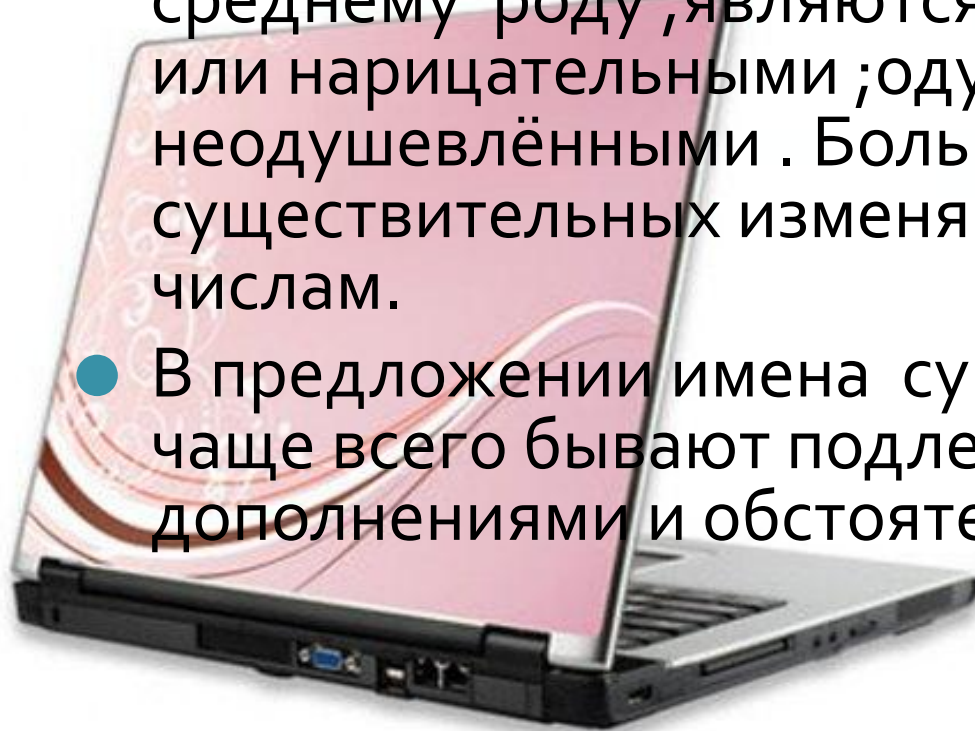 среднему роду ,являются
или нарицательными ;оду
неодушевлёнными . Боль
существительных изменя
числам.
В предложении имена су
чаще всего бывают подле
дополнениями и обстояте